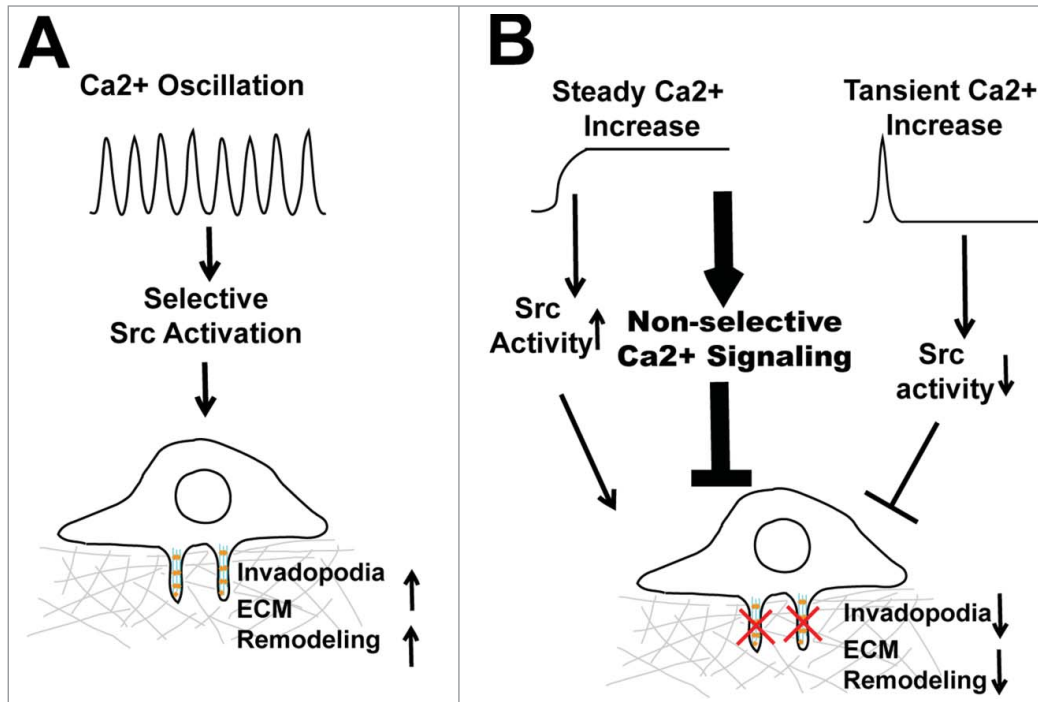 A
Ca2+ Oscillation
Selective
Src Activation
Invadopodia
ECM
Remodeling
B
Steady Ca2+
Increase
Tansient Ca2+
Increase
Src
Activity
Non-selective
Ca2+ Signaling
Src
activity
Invadopodia
ECM
Remodeling